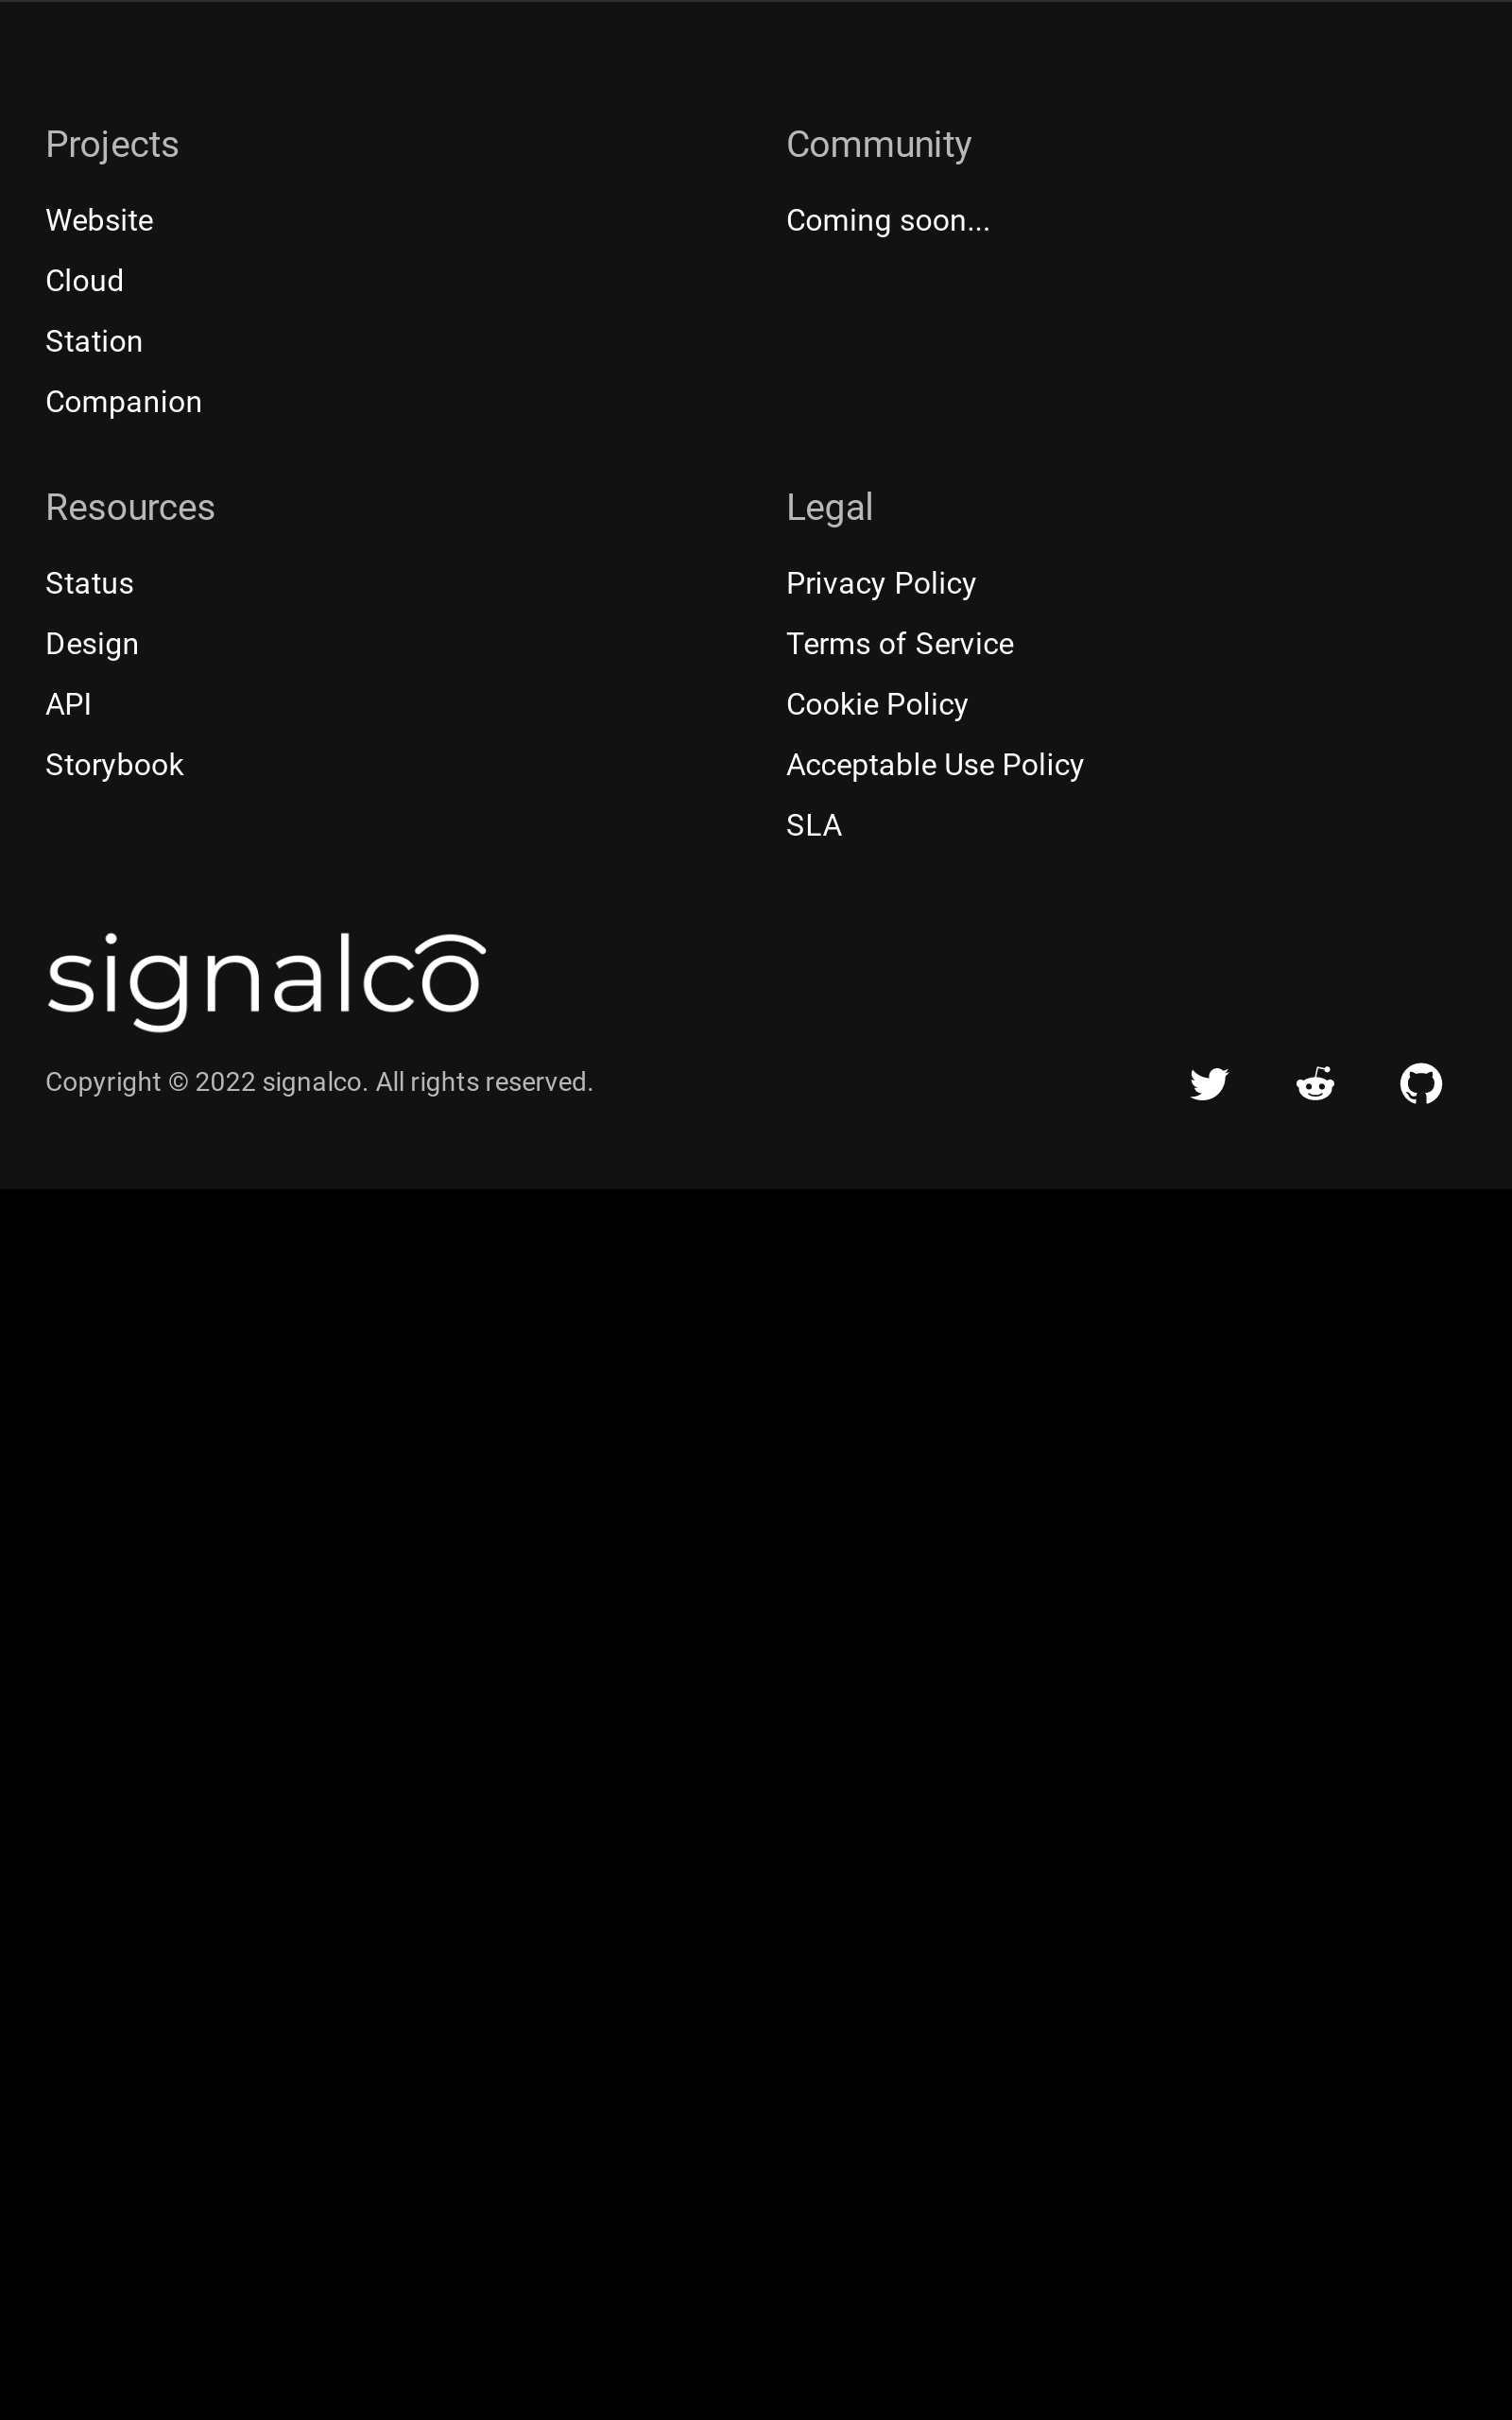 Projects
Website
Cloud
Station
Companion
Community
Coming soon...
Resources
Status
Design
API
Storybook
Legal
Privacy Policy
Terms of Service
Cookie Policy
Acceptable Use Policy
SLA
signalco
Copyright © 2022 signalco. All rights reserved.